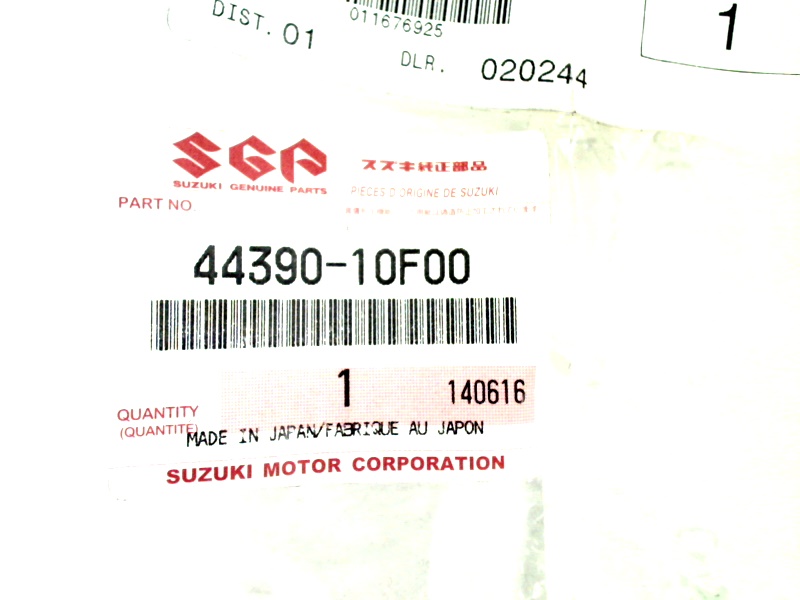 011676925
DIST. 01
DLR. 020244
1
SGP
SUZUKI GENUINE PARTS
スズキ純正部品
PIECES D'ORIGINE DE SUZUKI
PART NO.
44390-10F00
1
140616
QUANTITY
(QUANTITE)
MADE IN JAPAN/FABRIQUE AU JAPON
SUZUKI MOTOR CORPORATION